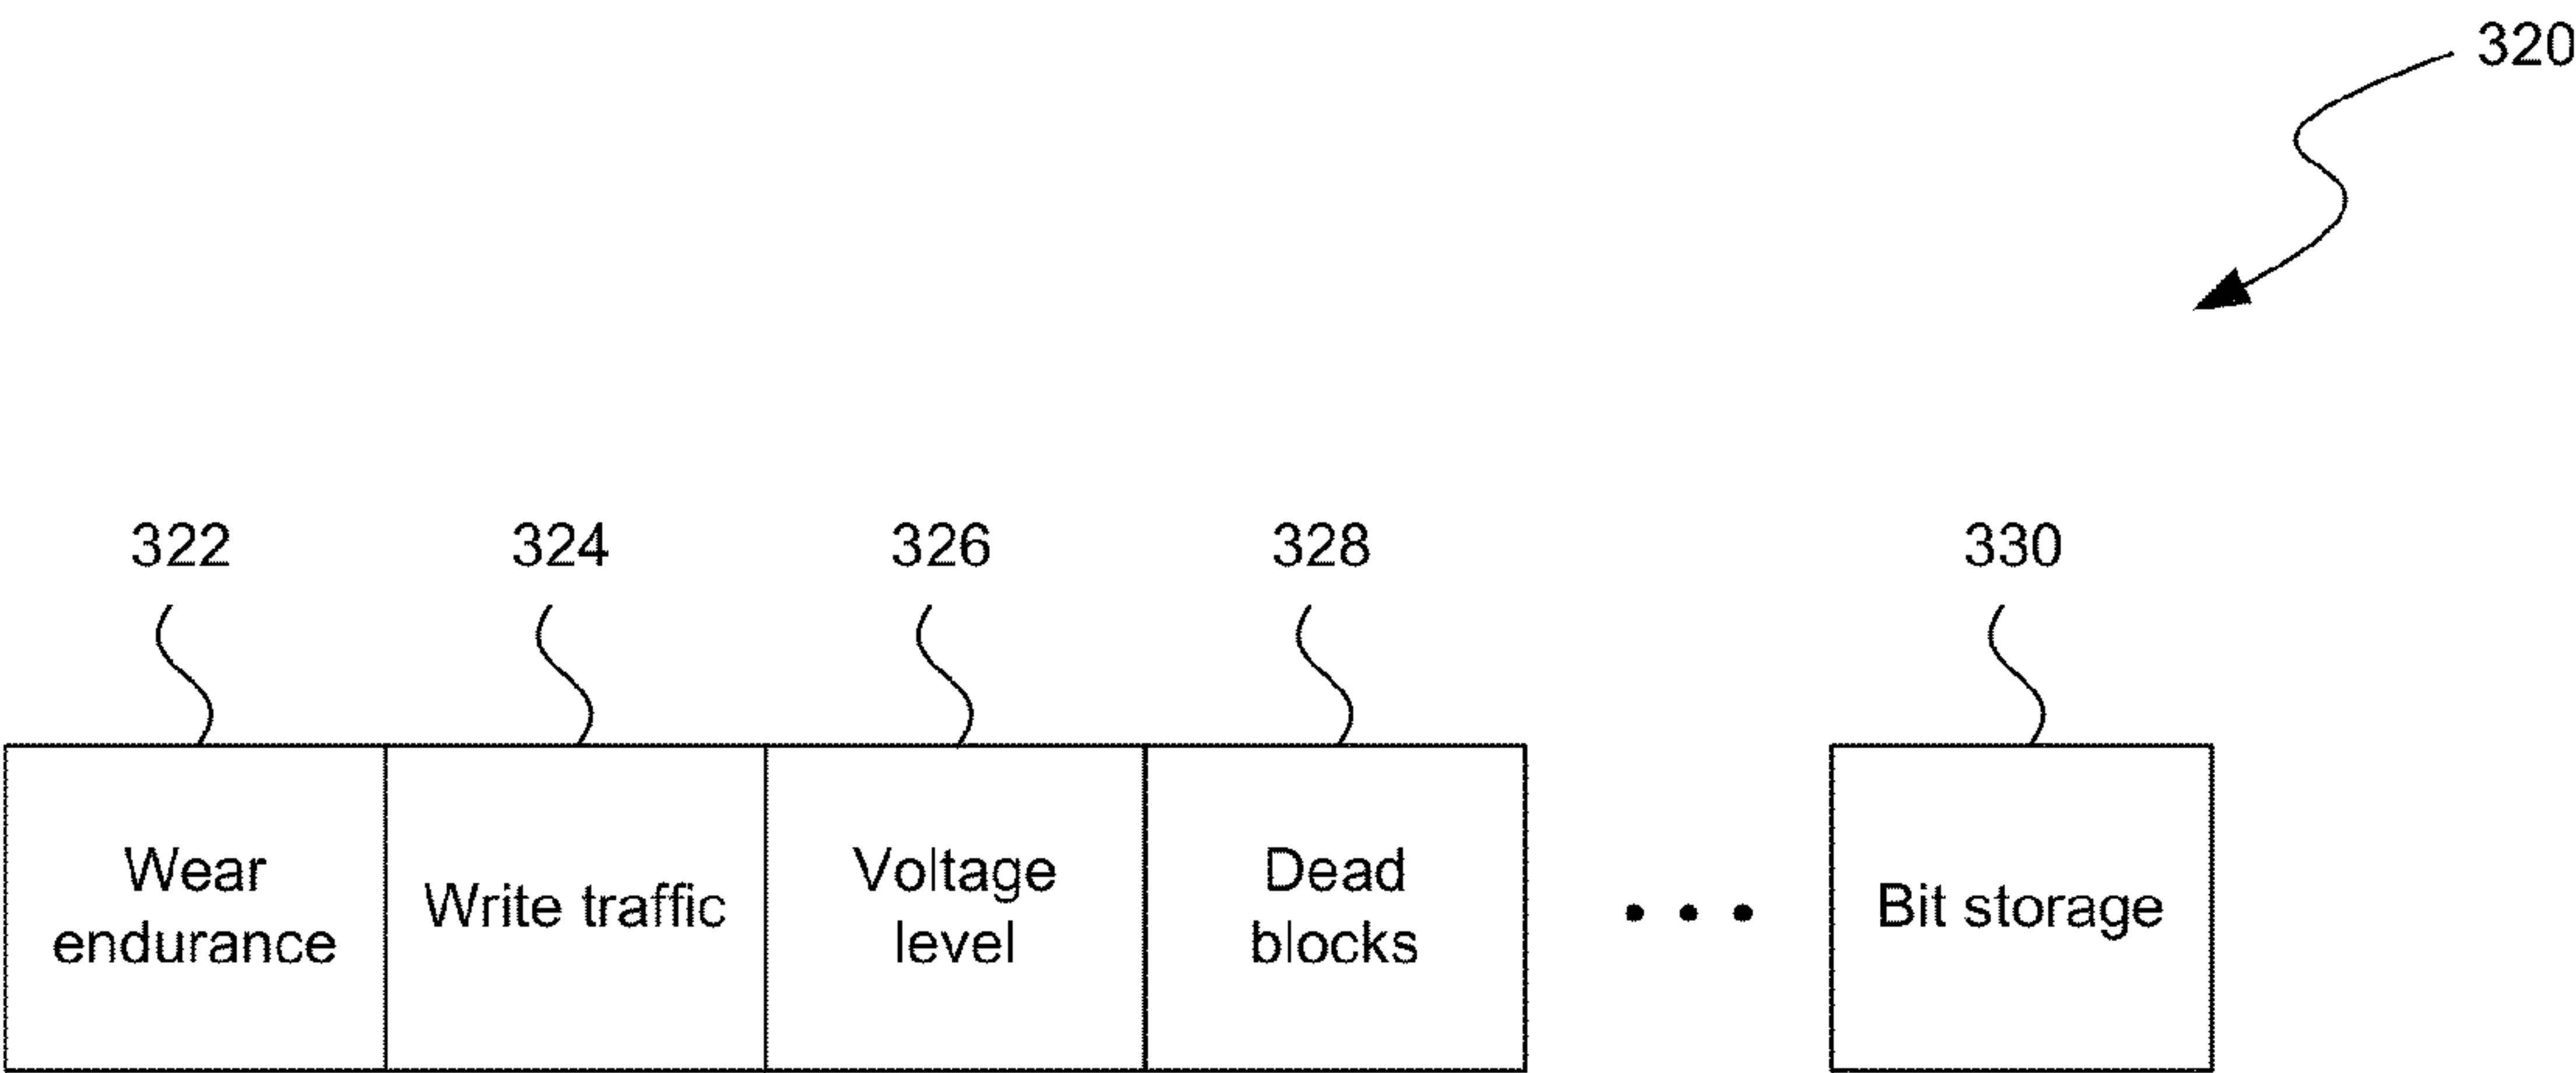 320
322
324
326
328
330
Wear
endurance
Write traffic
Voltage
level
Dead
blocks
Bit storage